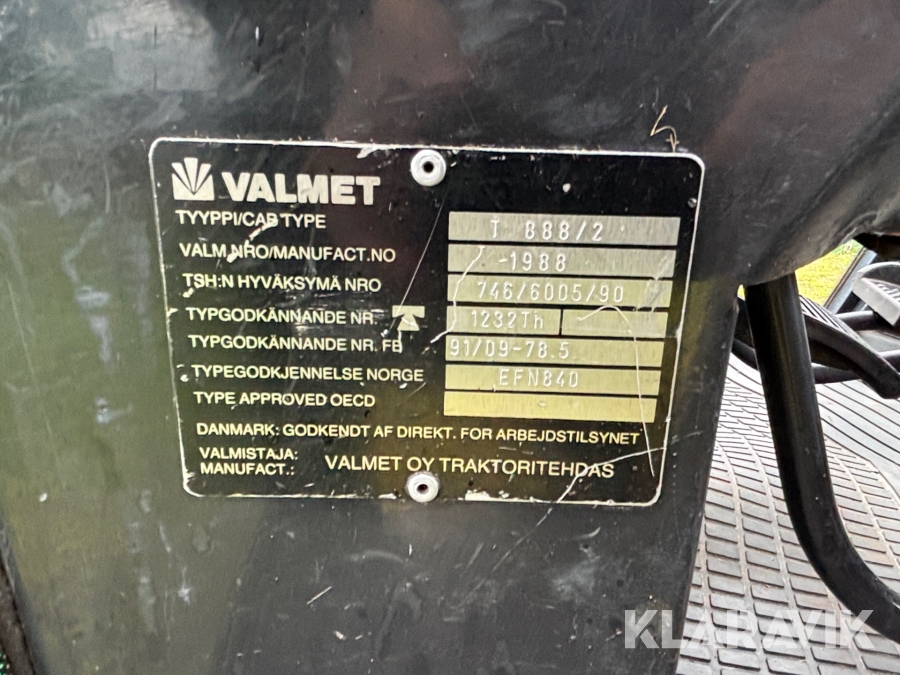 VALMET
TYYPPI/CAB TYPE T 888/2
VALM.NRO/MANUFACT.NO -1988
TSH:N HYVÄKSYMÄ NRO 746/6005/90
TYPGODKÄNNANDE NR. 1232Th
TYPGODKÄNNANDE NR. FB 91/09-78.5
TYPEGODKJENNELSE NORGE EFN840
TYPE APPROVED OECD
DANMARK: GODKENDT AF DIREKT. FOR ARBEJDSTILSYNET
VALMISTAJA:
MANUFACT.: VALMET OY TRAKTORITEHDAS
KLARAVIK